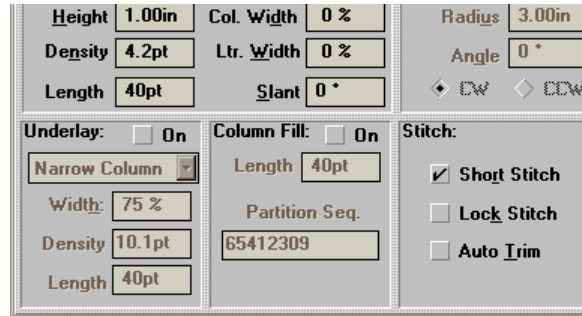 Height 1.00in Col. Width 0 % Radius 3.00in
Density 4.2pt Ltr. Width 0 % Angle 0 °
Length 40pt Slant 0 ° CW CCW
Underlay: On Column Fill: On Stitch:
Narrow Column Length 40pt Short Stitch
Width: 75 % Partition Seq. Lock Stitch
Density 10.1pt 65412309 Auto Trim
Length 40pt